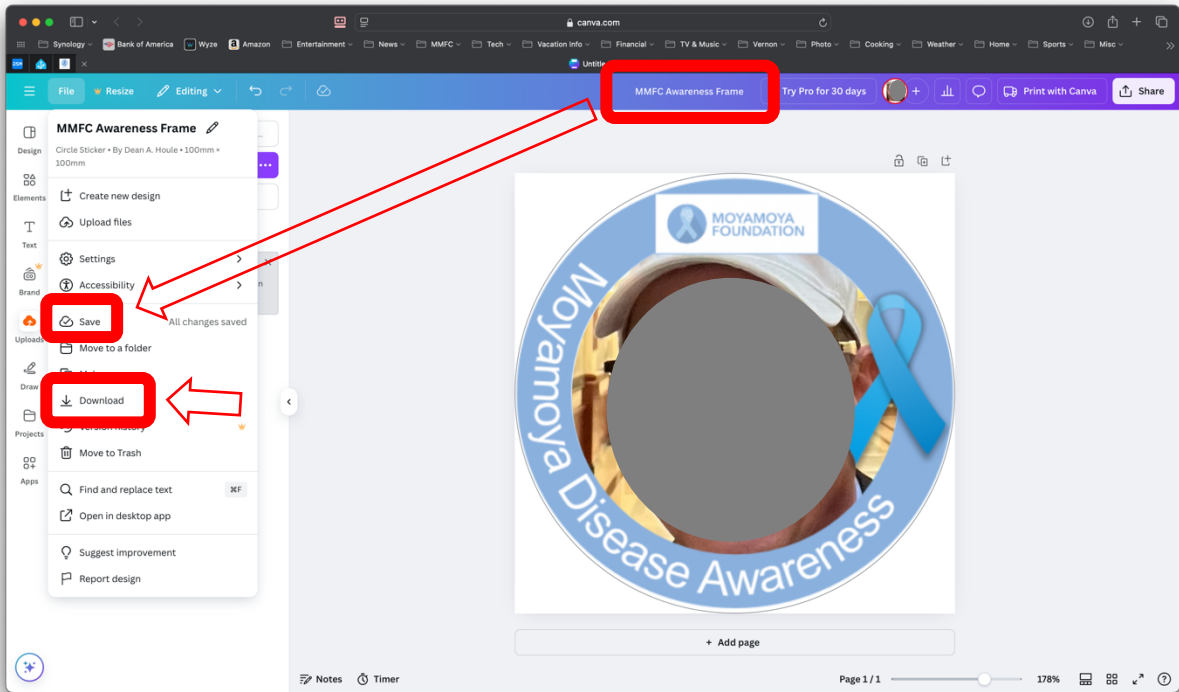 canva.com
Synology
Bank of America
Wyze
Amazon
Entertainment
News
MMFC
Tech
Vacation Info
Financial
TV & Music
Vernon
Photo
Cooking
Weather
Home
Sports
Misc
File
Resize
Editing
MMFC Awareness Frame
Try Pro for 30 days
Print with Canva
Share
MMFC Awareness Frame
Circle Sticker • By Dean A. Houle • 100mm × 100mm
Create new design
Upload files
Settings
Accessibility
Save
All changes saved
Move to a folder
Download
Version history
Move to Trash
Find and replace text
⌘F
Open in desktop app
Suggest improvement
Report design
Design
Elements
Text
Brand
Uploads
Draw
Projects
Apps
MOYAMOYA
FOUNDATION
Moyamoya Disease Awareness
+ Add page
Notes
Timer
Page 1 / 1
178%